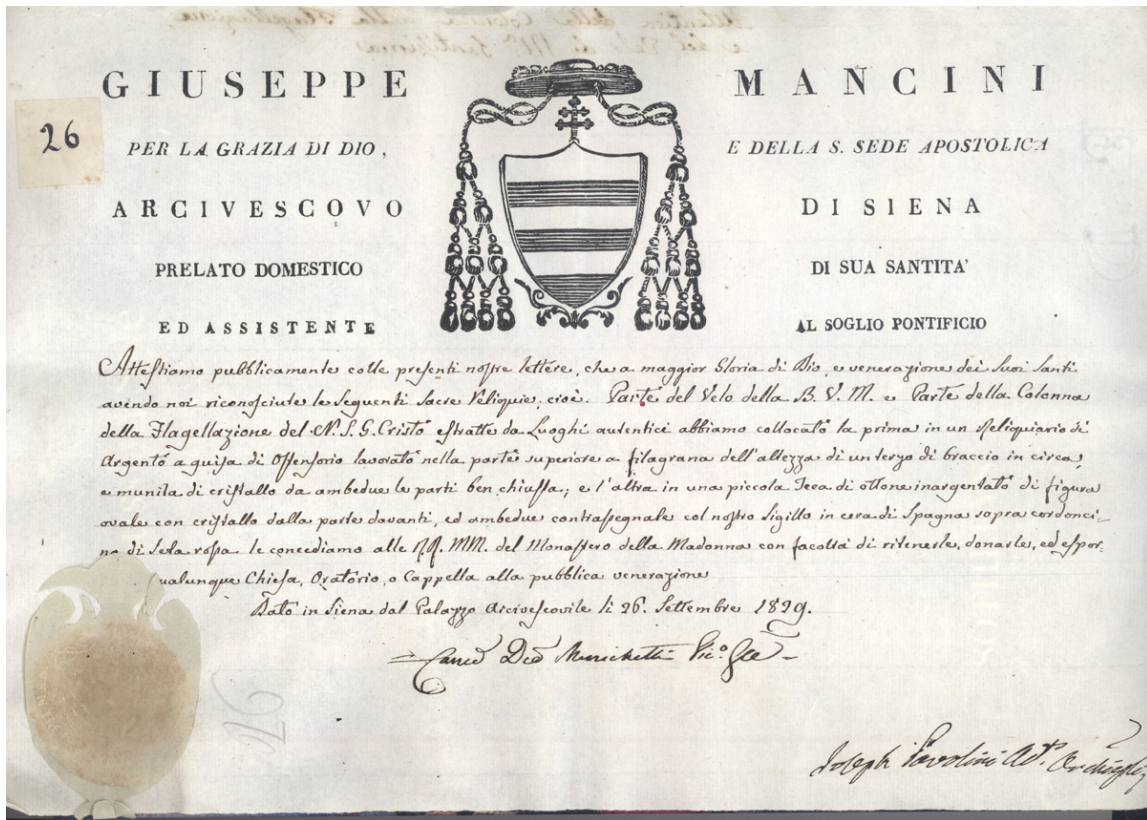 GIUSEPPE MANCINI
26
PER LA GRAZIA DI DIO, E DELLA S. SEDE APOSTOLICA
ARCIVESCOVO DI SIENA
PRELATO DOMESTICO DI SUA SANTITA'
ED ASSISTENTE AL SOGLIO PONTIFICIO
Attestiamo pubblicamente colle presenti nostre lettere, che a maggior Gloria di Dio, e venerazione dei Suoi Santi
avendo noi riconosciute le Seguenti Sacre Reliquie; cioè. Parte del Velo della B. V. M. e Parte della Colonna
della Flagellazione del N. S. G. Cristo estratte da Luoghi autentici abbiamo collocato la prima in un Reliquiario di
Argento a guisa di Ostensorio lavorato nella parte superiore a filagrana dell'altezza di un terzo di braccio in circa,
e munita di cristallo da ambedue le parti ben chiussa; e l'altra in una piccola Teca di ottone inargentato di figura
ovale con cristallo dalla parte davanti, ed ambedue contrassegnate col nostro Sigillo in cera di Spagna sopra cordonci-
no di Seta rossa. le concediamo alle MM. del Monastero della Madonna con facoltà di ritenerle, donarle, ed espor-
ualunque Chiesa, Oratorio, o Cappella alla pubblica venerazione
Dato in Siena dal Palazzo Arcivescovile li 26. Settembre 1829.
26
Joseph